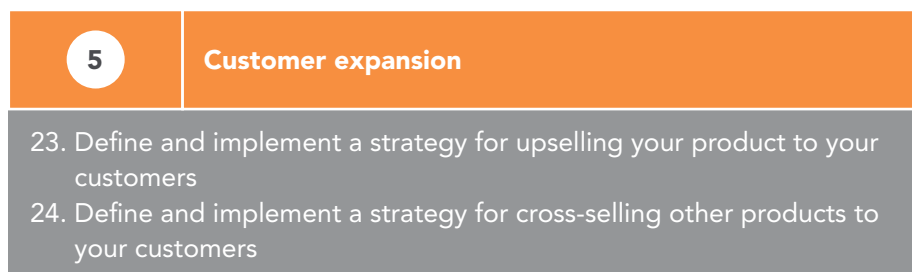 5
Customer expansion
23. Define and implement a strategy for upselling your product to your
customers
24. Define and implement a strategy for cross-selling other products to
your customers